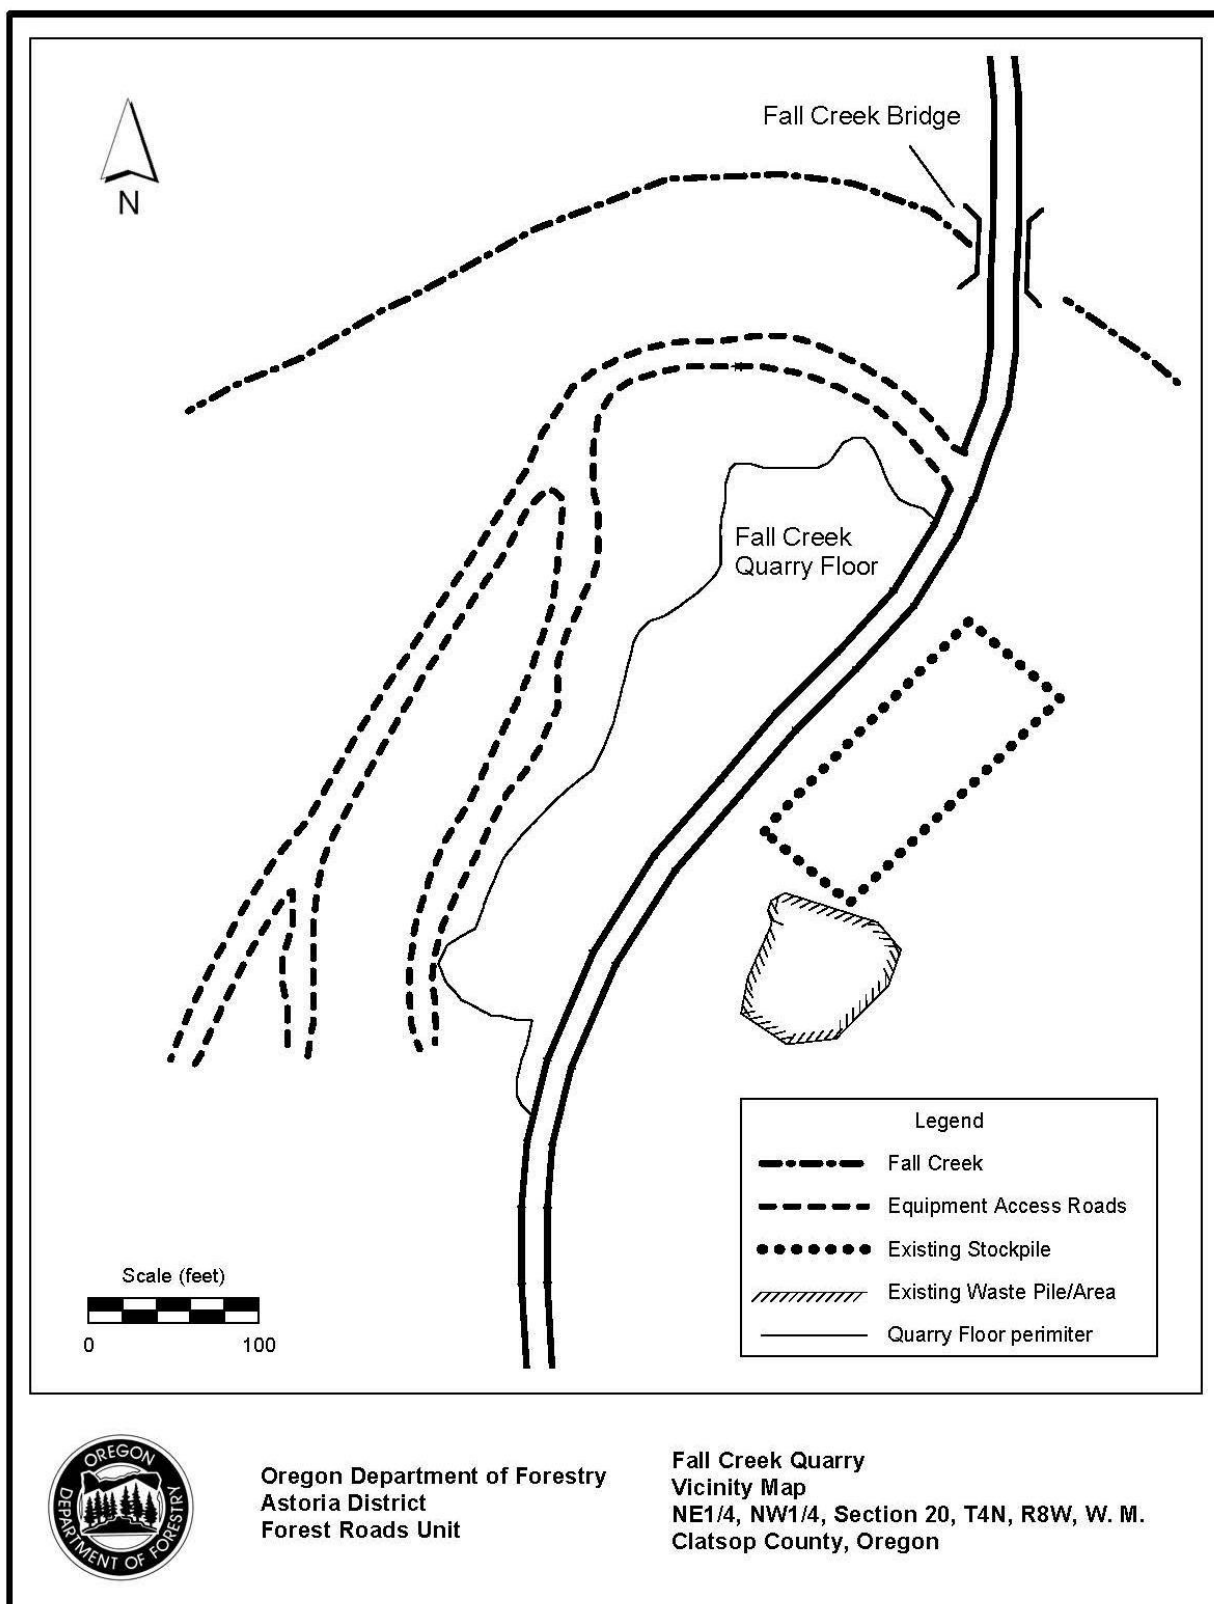 Fall Creek Bridge
N
Fall Creek
Quarry Floor
Legend
Fall Creek
Equipment Access Roads
Existing Stockpile
Existing Waste Pile/Area
Quarry Floor perimiter
Scale (feet)
0 100
OREGON
DEPARTMENT OF FORESTRY
Oregon Department of Forestry
Astoria District
Forest Roads Unit
Fall Creek Quarry
Vicinity Map
NE1/4, NW1/4, Section 20, T4N, R8W, W. M.
Clatsop County, Oregon